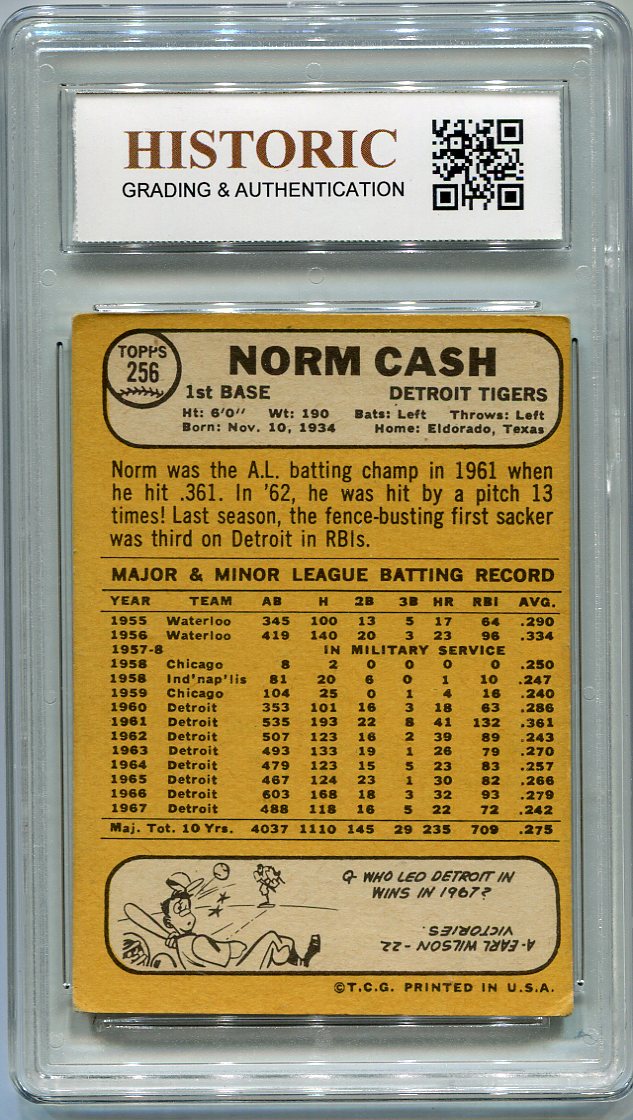 HISTORIC
GRADING & AUTHENTICATION
TOPPS
256
NORM CASH
1st BASE DETROIT TIGERS
Ht: 6'0" Wt: 190 Bats: Left Throws: Left
Born: Nov. 10, 1934 Home: Eldorado, Texas
Norm was the A.L. batting champ in 1961 when
he hit .361. In '62, he was hit by a pitch 13
times! Last season, the fence-busting first sacker
was third on Detroit in RBIs.
MAJOR & MINOR LEAGUE BATTING RECORD
YEAR TEAM AB H 2B 3B HR RBI AVG.
1955 Waterloo 345 100 13 5 17 64 .290
1956 Waterloo 419 140 20 3 23 96 .334
1957-8 IN MILITARY SERVICE
1958 Chicago 8 2 0 0 0 0 .250
1958 Ind'nap'lis 81 20 6 0 1 10 .247
1959 Chicago 104 25 0 1 4 16 .240
1960 Detroit 353 101 16 3 18 63 .286
1961 Detroit 535 193 22 8 41 132 .361
1962 Detroit 507 123 16 2 39 89 .243
1963 Detroit 493 133 19 1 26 79 .270
1964 Detroit 479 123 15 5 23 83 .257
1965 Detroit 467 124 23 1 30 82 .266
1966 Detroit 603 168 18 3 32 93 .279
1967 Detroit 488 118 16 5 22 72 .242
Maj. Tot. 10 Yrs. 4037 1110 145 29 235 709 .275
Q- WHO LED DETROIT IN
WINS IN 1967?
A- EARL WILSON - 22
VICTORIES.
©T.C.G. PRINTED IN U.S.A.